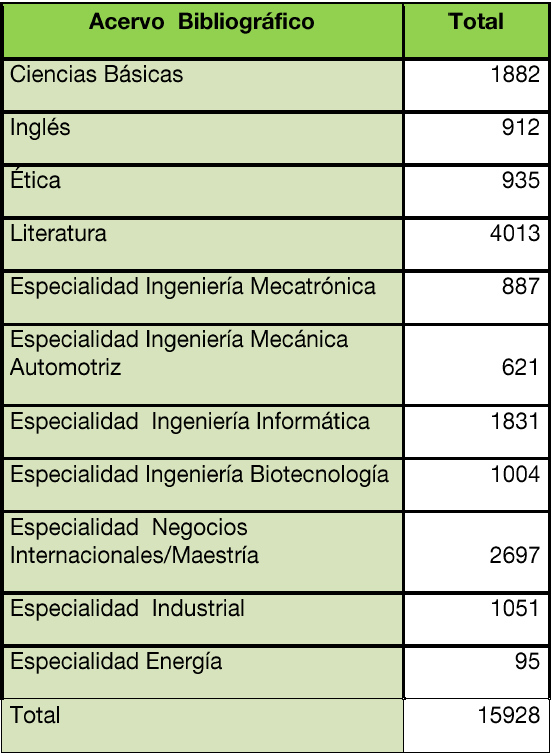 Acervo Bibliográfico Total
Ciencias Básicas 1882
Inglés 912
Ética 935
Literatura 4013
Especialidad Ingeniería Mecatrónica 887
Especialidad Ingeniería Mecánica
Automotriz 621
Especialidad Ingeniería Informática 1831
Especialidad Ingeniería Biotecnología 1004
Especialidad Negocios
Internacionales/Maestría 2697
Especialidad Industrial 1051
Especialidad Energía 95
Total 15928